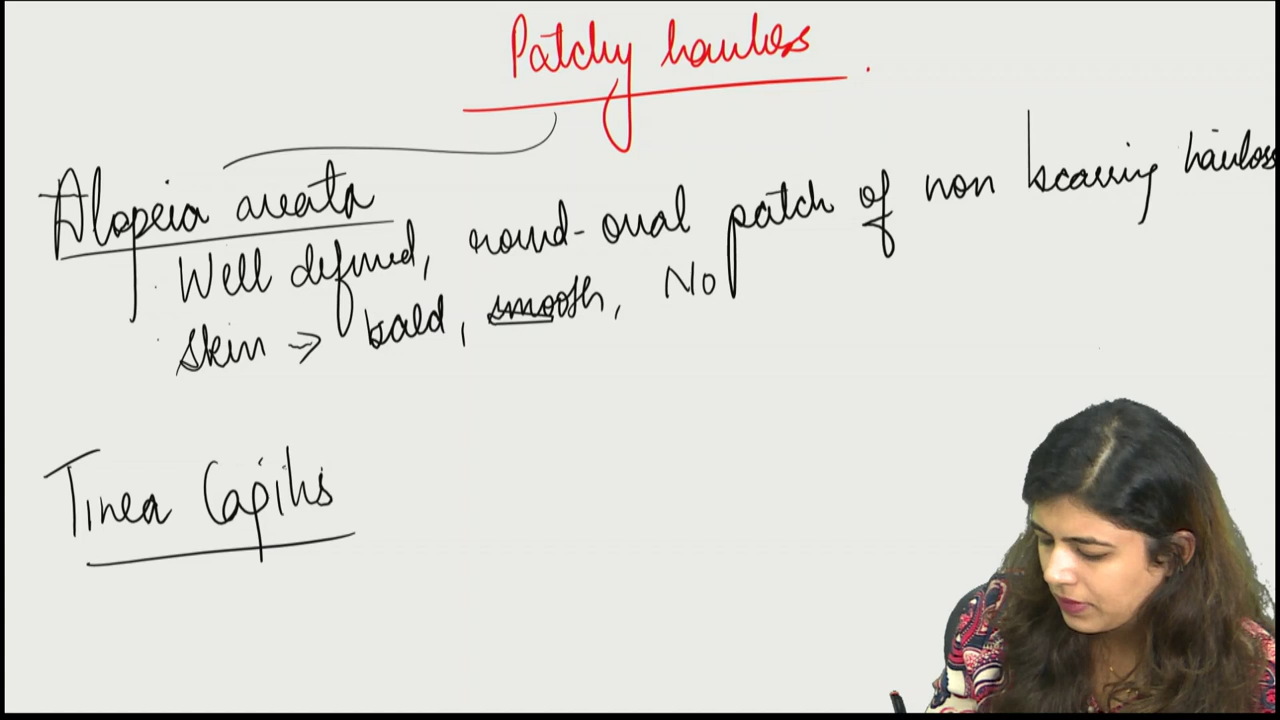 Patchy hairloss
Alopecia areata
Well defined, round-oval patch of non scarring hairloss
Skin → bald, smooth, No
Tinea Capitis